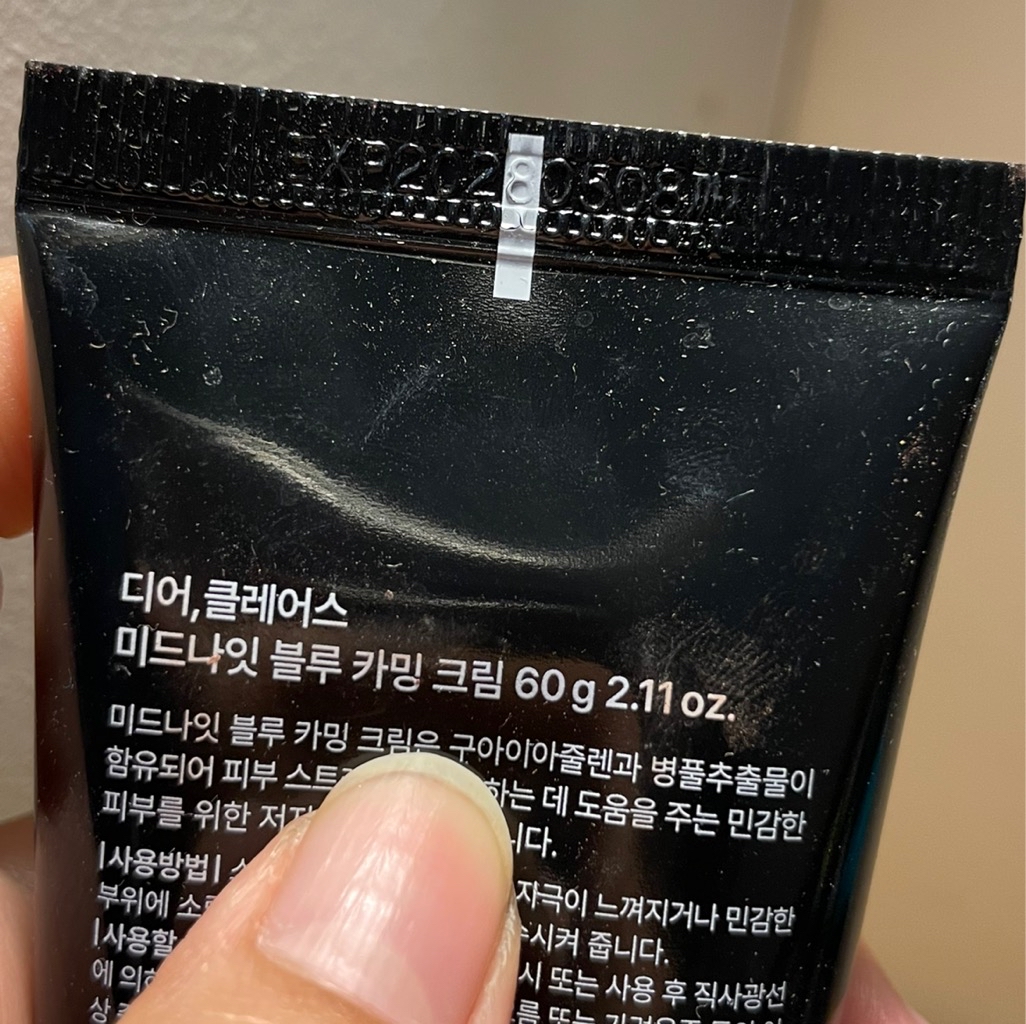 EXP20280508
디어,클레어스
미드나잇 블루 카밍 크림 60g 2.11oz.
미드나잇 블루 카밍 크림은 구아이아줄렌과 병풀추출물이
함유되어 피부 하는 데 도움을 주는 민감한
피부를 위한 니다.
|사용방법| 자극이 느껴지거나 민감한
부위에 시켜 줍니다.
|사용할 시 또는 사용 후 직사광선
에 또는